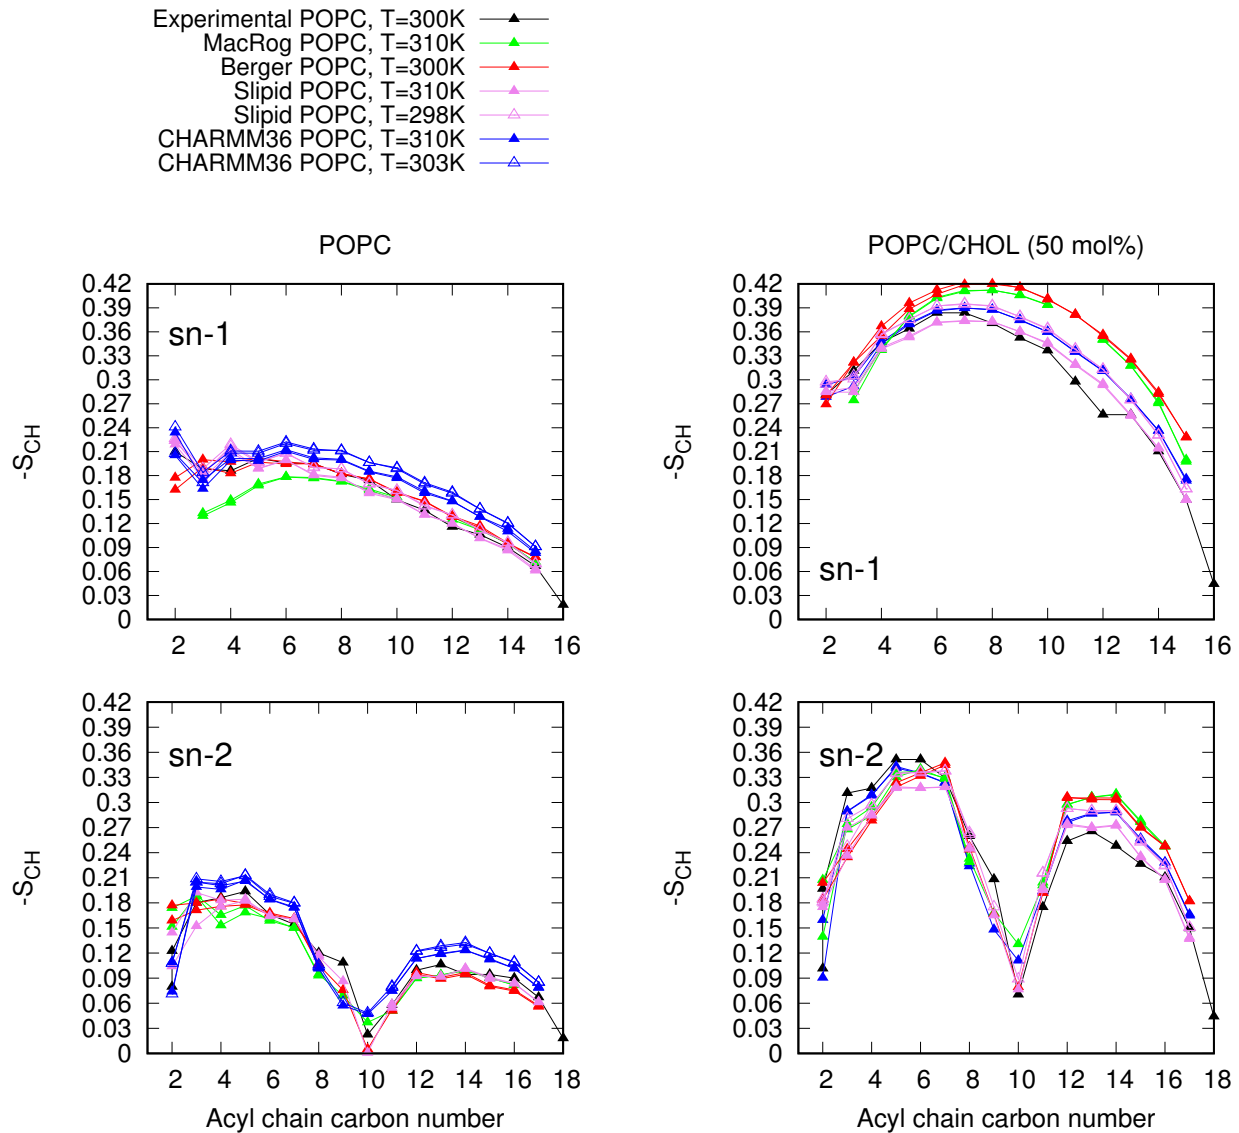 Experimental POPC, T=300K
MacRog POPC, T=310K
Berger POPC, T=300K
Slipid POPC, T=310K
Slipid POPC, T=298K
CHARMM36 POPC, T=310K
CHARMM36 POPC, T=303K
POPC
0.42
0.39
0.36
0.33
0.3
0.27
0.24
0.21
0.18
0.15
0.12
0.09
0.06
0.03
0
-SCH
sn-1
2 4 6 8 10 12 14 16
POPC/CHOL (50 mol%)
0.42
0.39
0.36
0.33
0.3
0.27
0.24
0.21
0.18
0.15
0.12
0.09
0.06
0.03
0
-SCH
sn-1
2 4 6 8 10 12 14 16
0.42
0.39
0.36
0.33
0.3
0.27
0.24
0.21
0.18
0.15
0.12
0.09
0.06
0.03
0
-SCH
sn-2
2 4 6 8 10 12 14 16 18
Acyl chain carbon number
0.42
0.39
0.36
0.33
0.3
0.27
0.24
0.21
0.18
0.15
0.12
0.09
0.06
0.03
0
-SCH
sn-2
2 4 6 8 10 12 14 16 18
Acyl chain carbon number